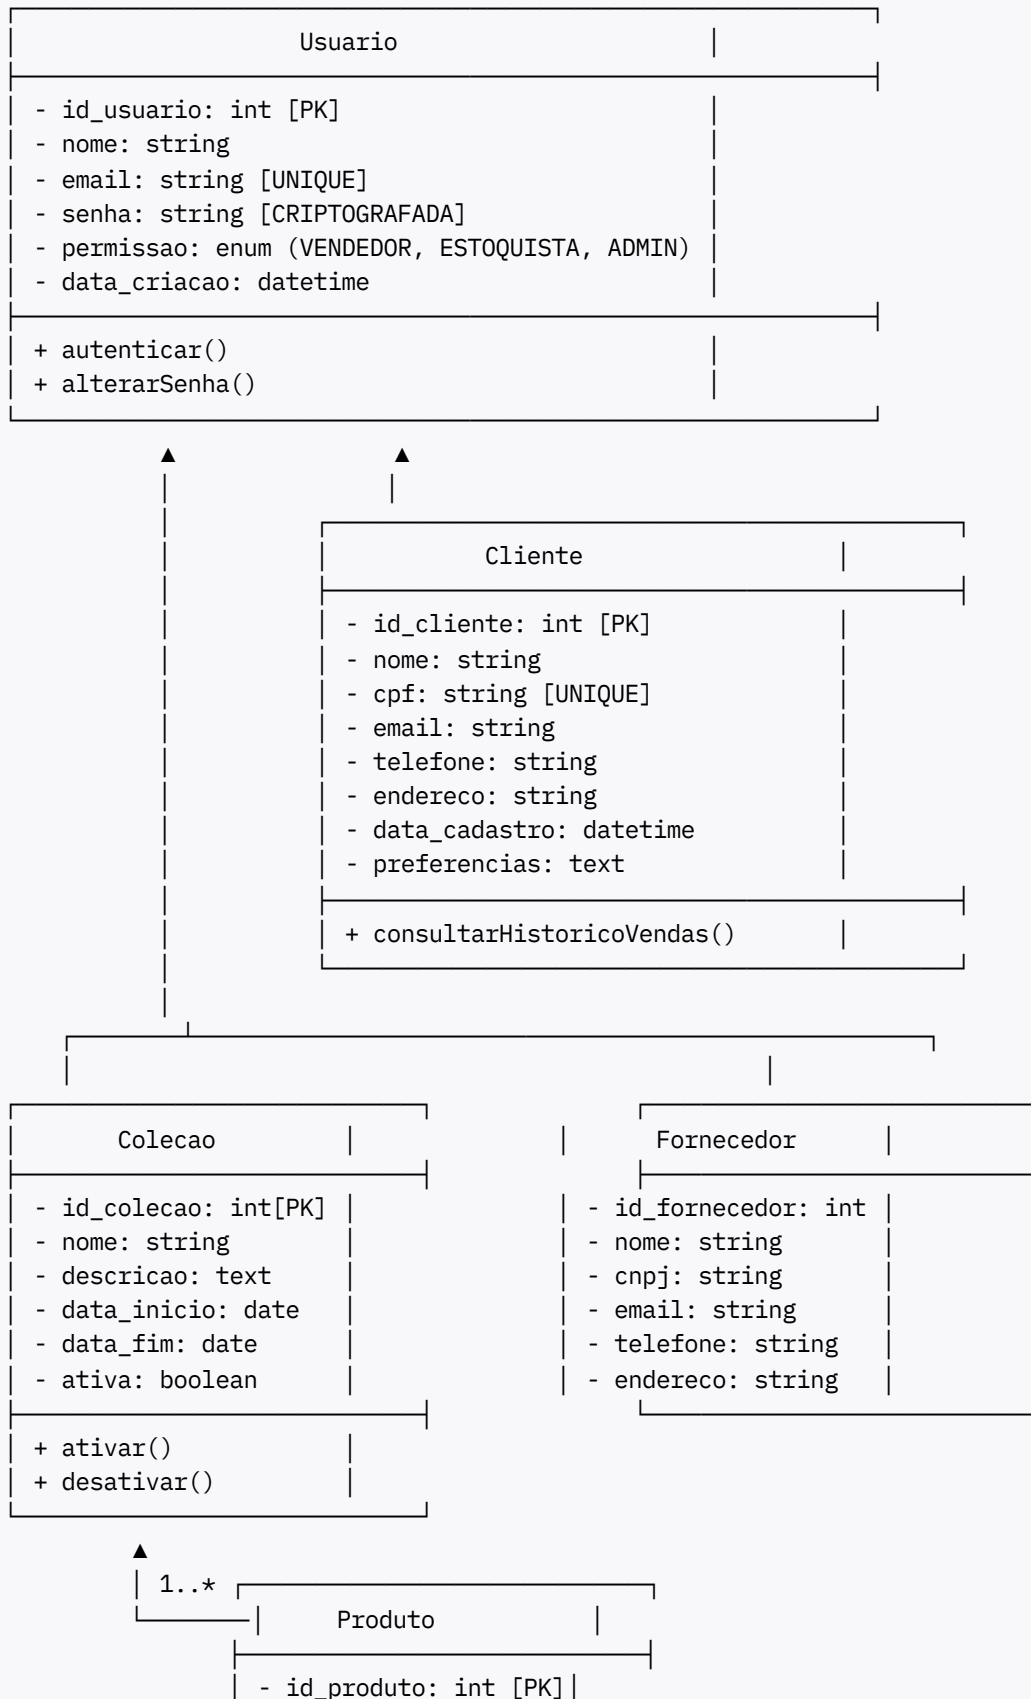 Usuario
- id_usuario: int [PK]
- nome: string
- email: string [UNIQUE]
- senha: string [CRIPTOGRAFADA]
- permissao: enum (VENDEDOR, ESTOQUISTA, ADMIN)
- data_criacao: datetime
+ autenticar()
+ alterarSenha()
Cliente
- id_cliente: int [PK]
- nome: string
- cpf: string [UNIQUE]
- email: string
- telefone: string
- endereco: string
- data_cadastro: datetime
- preferencias: text
+ consultarHistoricoVendas()
Colecao
- id_colecao: int[PK]
- nome: string
- descricao: text
- data_inicio: date
- data_fim: date
- ativa: boolean
+ ativar()
+ desativar()
Fornecedor
- id_fornecedor: int
- nome: string
- cnpj: string
- email: string
- telefone: string
- endereco: string
1..*
Produto
- id_produto: int [PK]